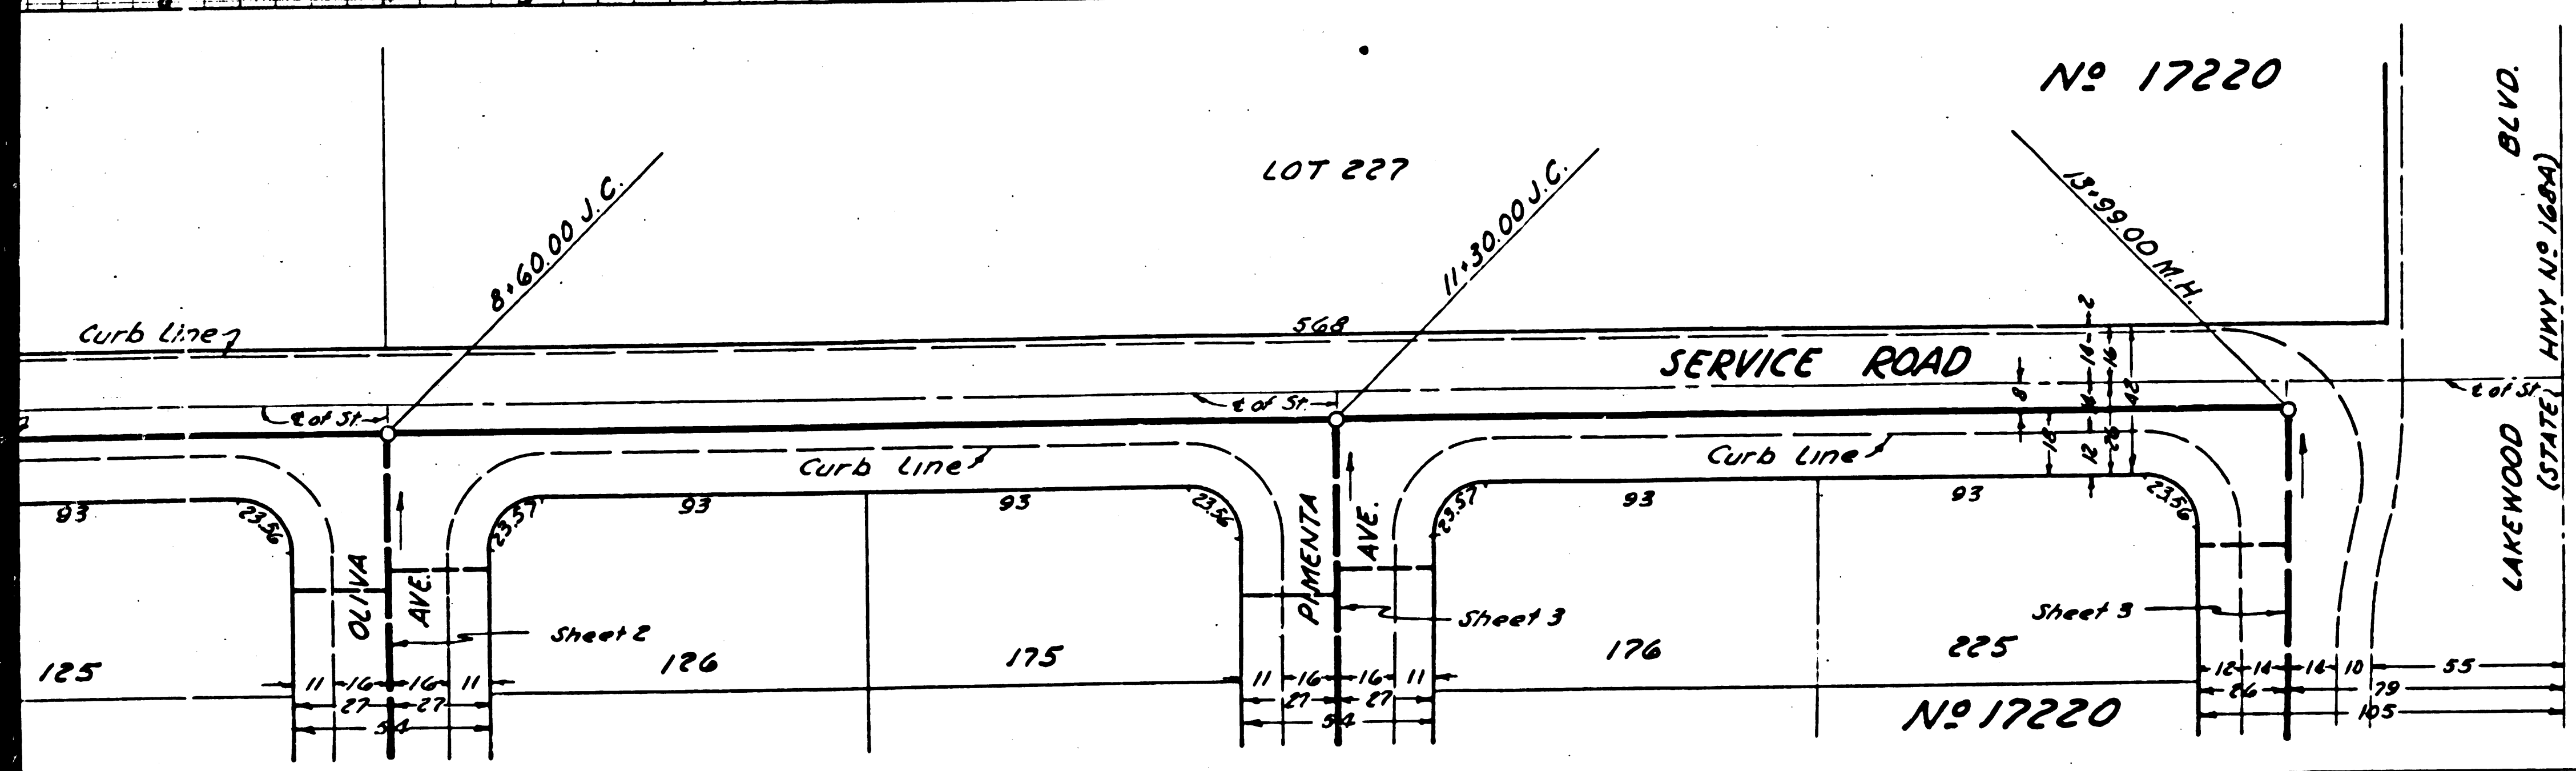 Nº 17220
LOT 227
BLVD.
(STATE HWY Nº 168A)
LAKEWOOD
8+60.00 J.C.
11+30.00 J.C.
13+99.00 M.H.
Curb Line
568
SERVICE ROAD
2
14
16
42
8
℄ of St.
℄ of St.
℄ of St.
Curb Line
Curb Line
18
12
26
93
23.56
23.57
93
93
23.56
23.57
93
93
23.56
OLIVA
AVE.
PIMENTA
AVE.
Sheet 2
Sheet 3
Sheet 3
125
126
175
176
225
11 16 16 11
27 27
54
11 16 16 11
27 27
54
12 14 14 10 55
26 79
105
Nº 17220